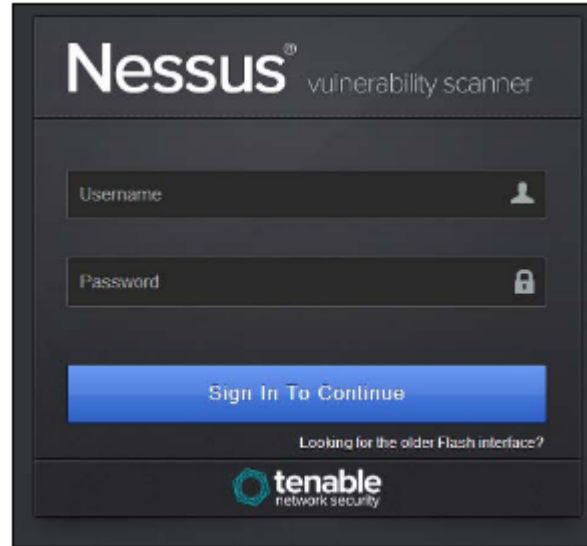 Nessus® vulnerability scanner
Username
Password
Sign In To Continue
Looking for the older Flash interface?
tenable
network security